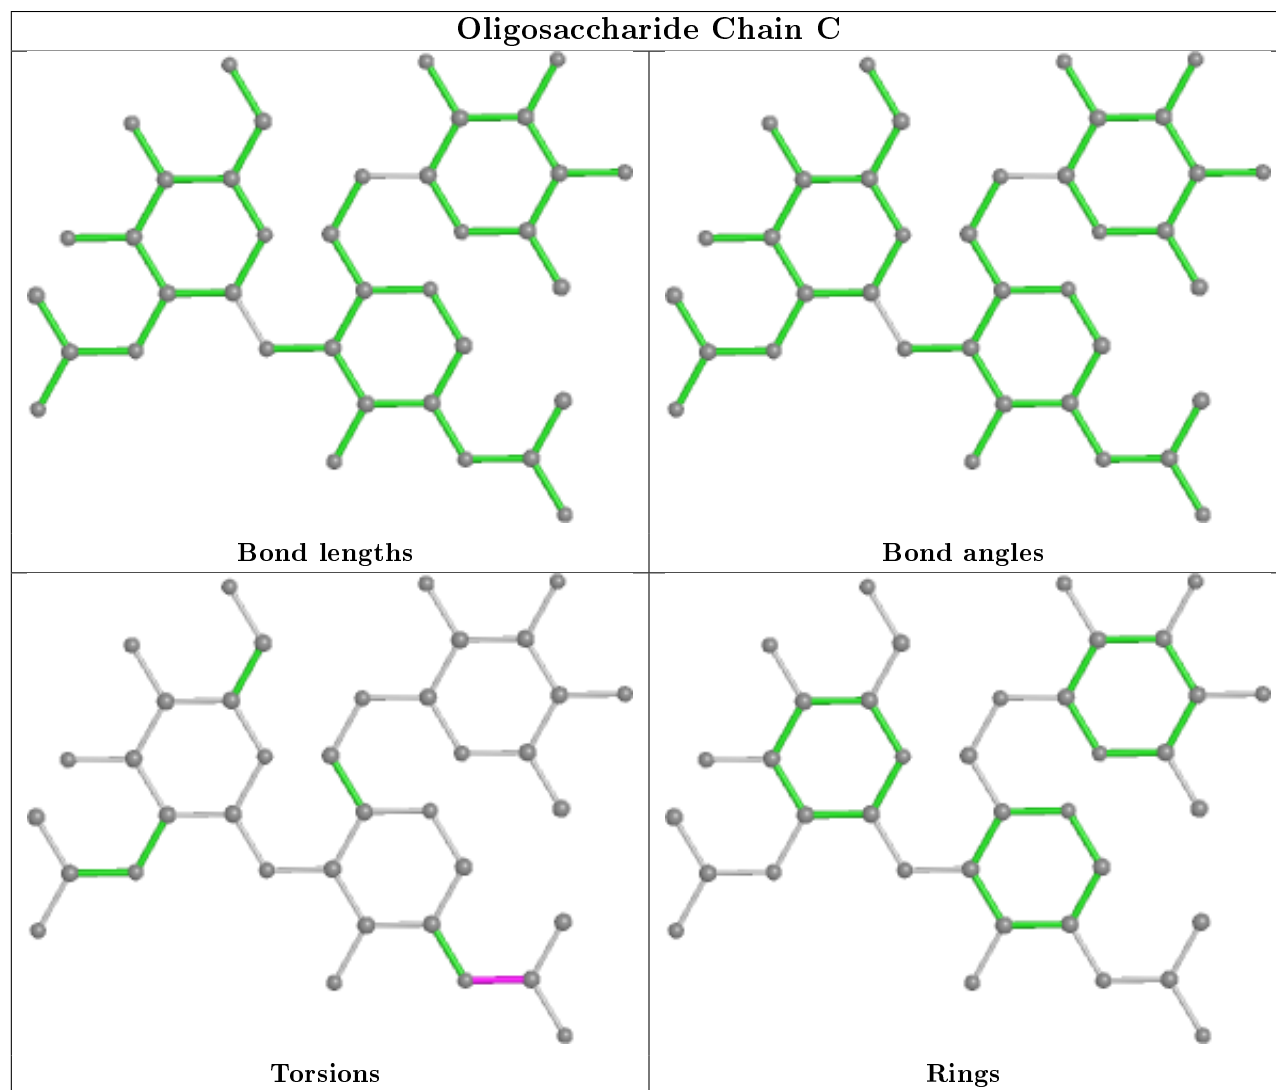 Oligosaccharide Chain C
Bond lengths
Bond angles
Torsions
Rings